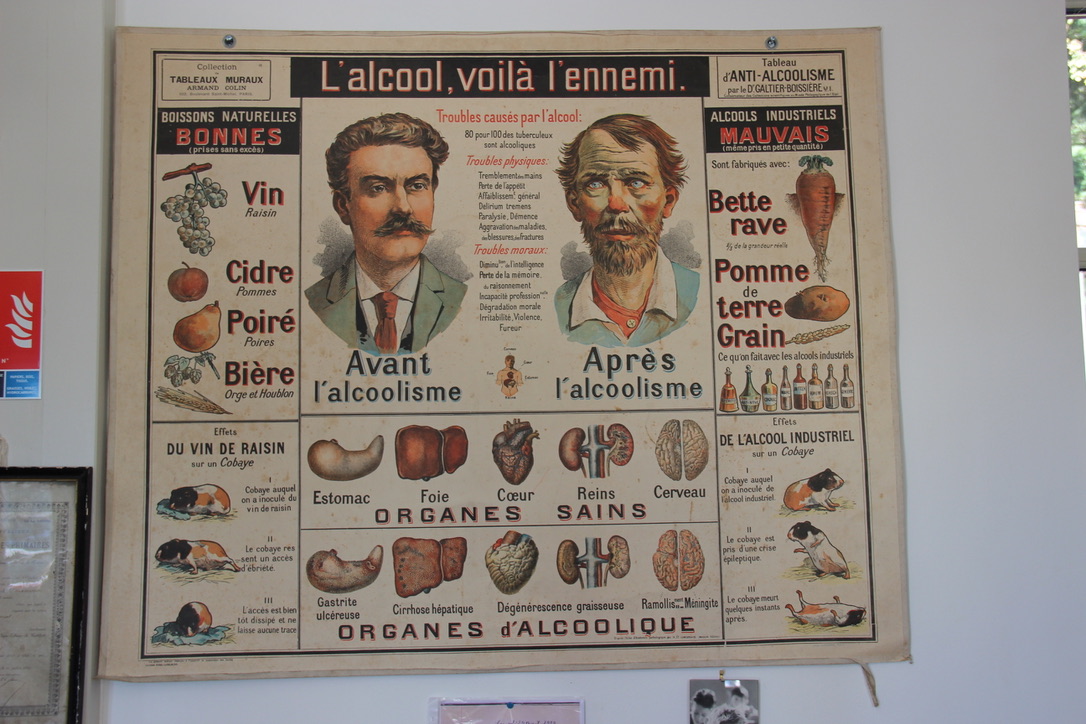 Collection
TABLEAUX MURAUX
ARMAND COLIN
L'alcool, voilà l'ennemi.
Tableau
d'ANTI-ALCOOLISME
par le Dr GALTIER-BOISSIÈRE
BOISSONS NATURELLES
BONNES
(prises sans excès)
Vin
Raisin
Cidre
Pommes
Poiré
Poires
Bière
Orge et Houblon
Troubles causés par l'alcool:
80 pour 100 des tuberculeux
sont alcooliques
Troubles physiques:
Tremblement des mains
Perte de l'appétit
Affaiblissemt général
Delirium tremens
Paralysie, Démence
Aggravation des maladies,
des blessures, des fractures
Troubles moraux:
Diminution de l'intelligence
Perte de la mémoire.
du raisonnement
Incapacité professionnelle
Dégradation morale
Irritabilité, Violence,
Fureur
Avant
l'alcoolisme
Après
l'alcoolisme
ALCOOLS INDUSTRIELS
MAUVAIS
(même pris en petite quantité)
Sont fabriqués avec:
Bette
rave
de la grandeur réelle
Pomme
de
terre
Grain
Ce qu'on fait avec les alcools industriels
Effets
DU VIN DE RAISIN
sur un Cobaye
I
Cobaye auquel
on a inoculé du
vin de raisin
II
Le cobaye res
sent un accès
d'ébriété.
III
L'accès est bien
tôt dissipé et ne
laisse aucune trace
Estomac
Foie
Cœur
Reins
Cerveau
ORGANES SAINS
Gastrite
ulcéreuse
Cirrhose hépatique
Dégénérescence graisseuse
Méningite
ORGANES d'ALCOOLIQUE
Effets
DE L'ALCOOL INDUSTRIEL
sur un Cobaye
I
Cobaye auquel
on a inoculé de
l'alcool industriel.
II
Le cobaye est
pris d'une crise
épileptique.
III
Le cobaye meurt
quelques instants
après.